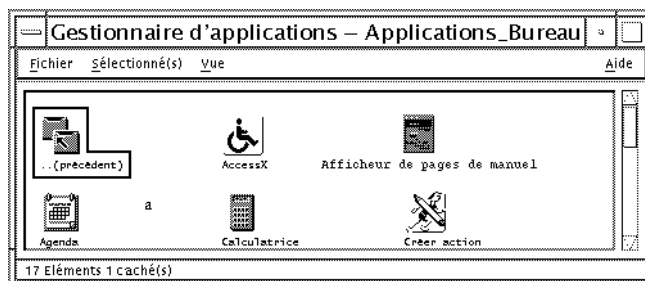 Gestionnaire d'applications – Applications_Bureau
Fichier Sélectionné(s) Vue Aide
..(précédent) AccessX Afficheur de pages de manuel
a
Agenda Calculatrice Créer action
17 Eléments 1 caché(s)